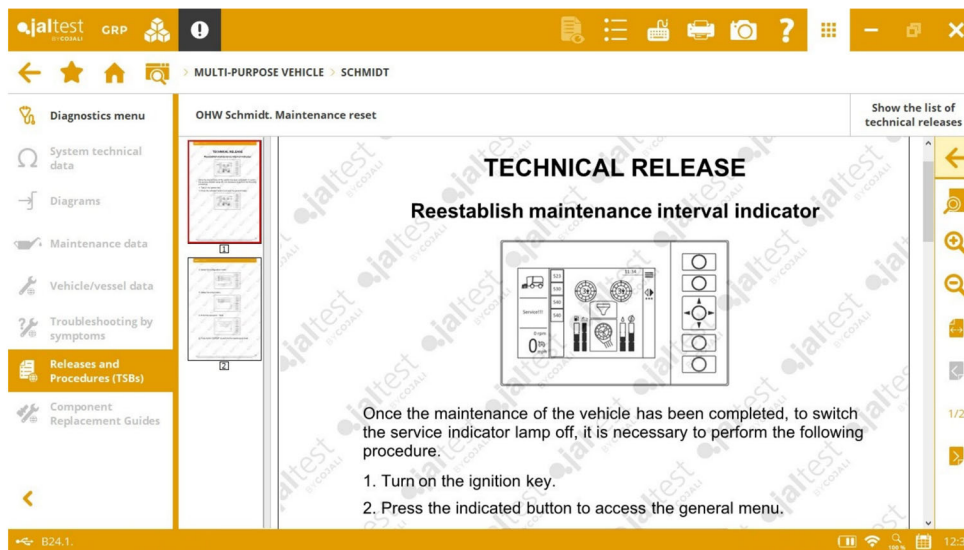 jaltest
BY COJALI
GRP
MULTI-PURPOSE VEHICLE > SCHMIDT
Diagnostics menu
OHW Schmidt. Maintenance reset
Show the list of
technical releases
System technical
data
Diagrams
Maintenance data
Vehicle/vessel data
Troubleshooting by
symptoms
Releases and
Procedures (TSBs)
Component
Replacement Guides
1
2
TECHNICAL RELEASE
Reestablish maintenance interval indicator
Service!!!
Once the maintenance of the vehicle has been completed, to switch
the service indicator lamp off, it is necessary to perform the following
procedure.
1. Turn on the ignition key.
2. Press the indicated button to access the general menu.
1/2
B24.1.
100 %